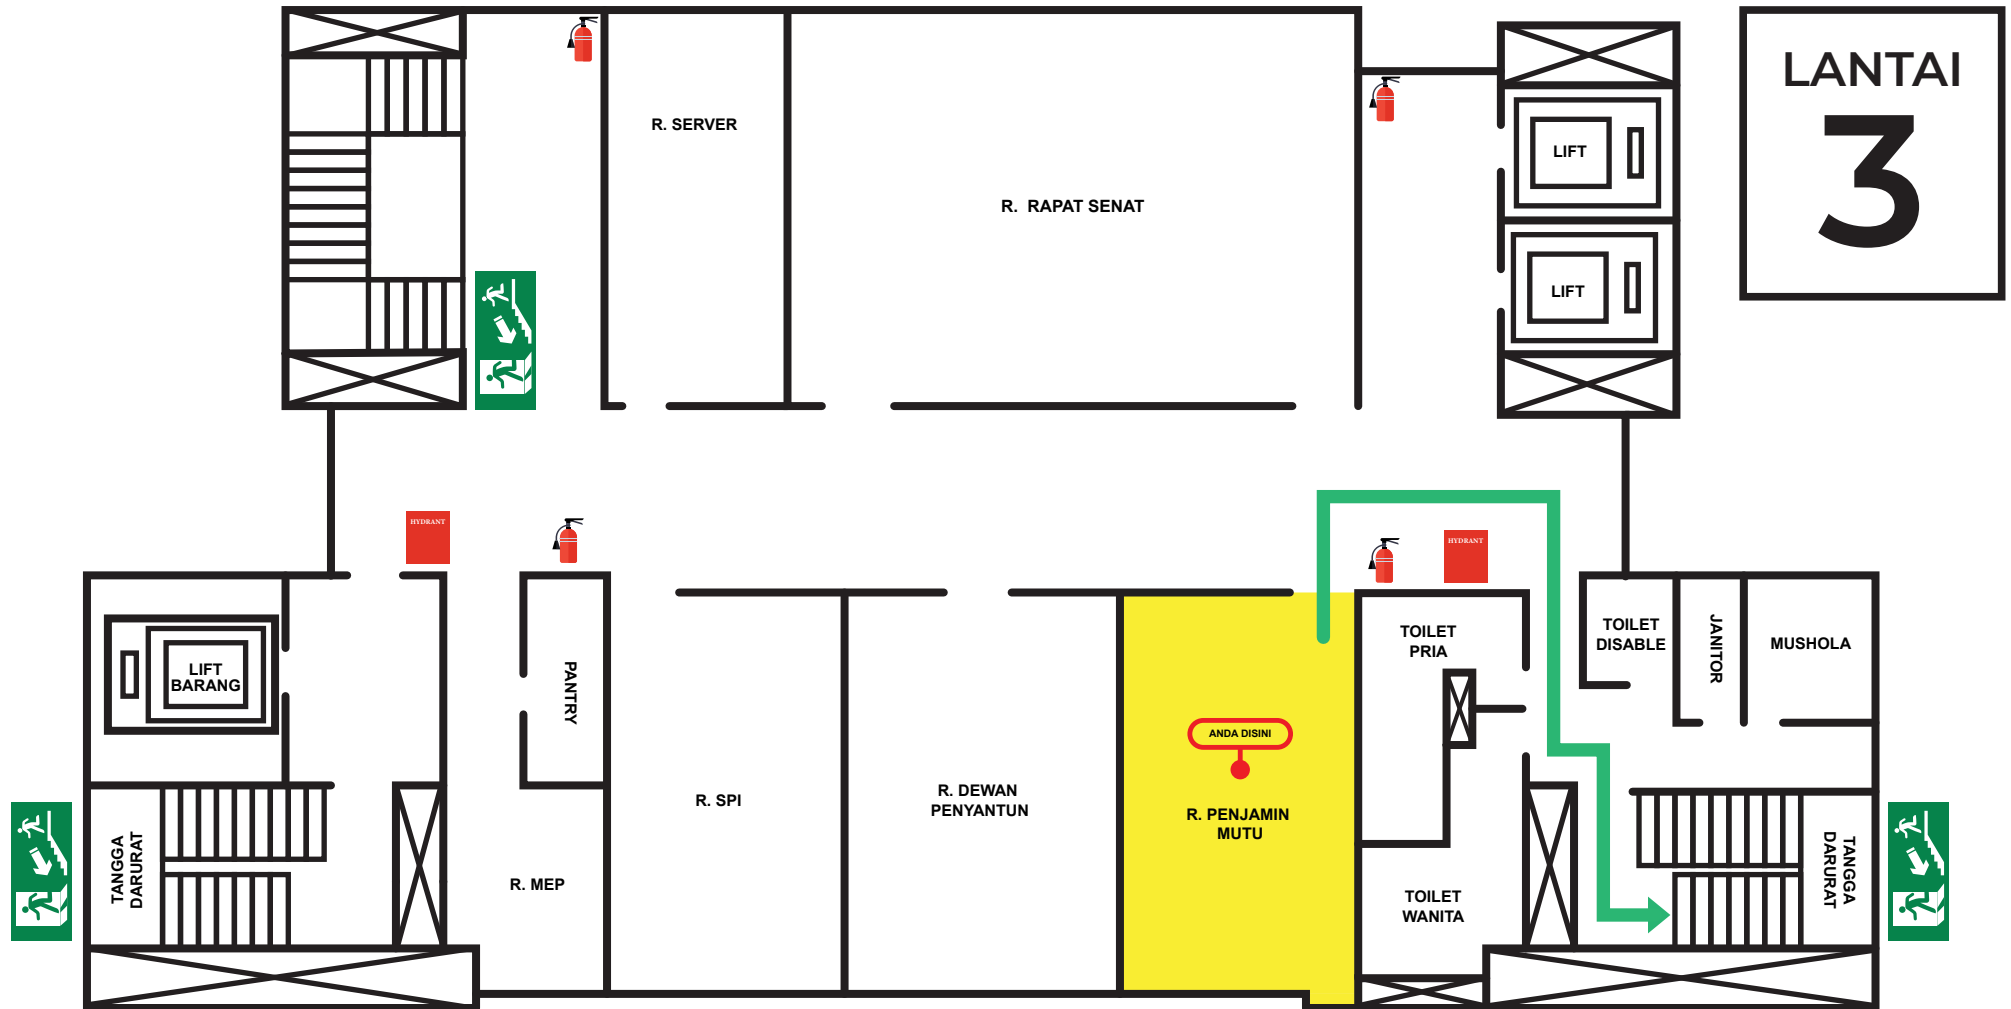 LANTAI
3
R. SERVER
R. RAPAT SENAT
LIFT
LIFT
HYDRANT
HYDRANT
LIFT
BARANG
PANTRY
TOILET
PRIA
TOILET
DISABLE
JANITOR
MUSHOLA
ANDA DISINI
R. SPI
R. DEWAN
PENYANTUN
R. PENJAMIN
MUTU
TANGGA
DARURAT
R. MEP
TOILET
WANITA
TANGGA
DARURAT